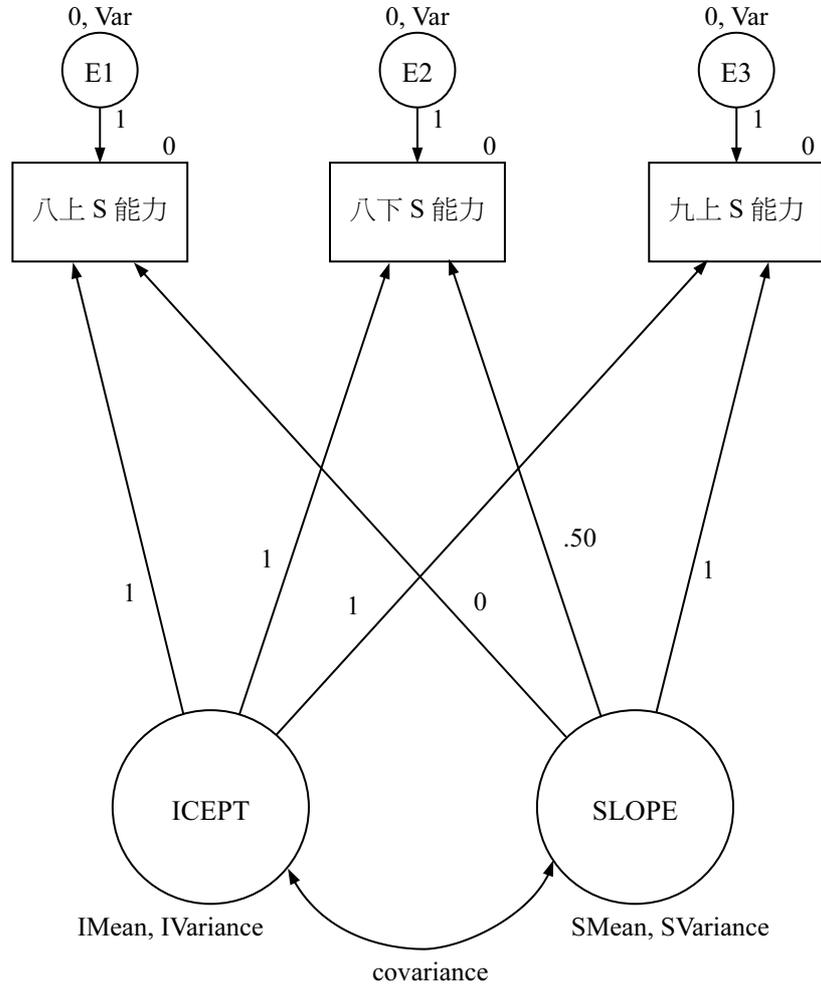 0, Var
0, Var
0, Var
E1
E2
E3
1
1
1
0
0
0
八上 S 能力
八下 S 能力
九上 S 能力
.50
1
1
1
1
0
ICEPT
SLOPE
IMean, IVariance
SMean, SVariance
covariance